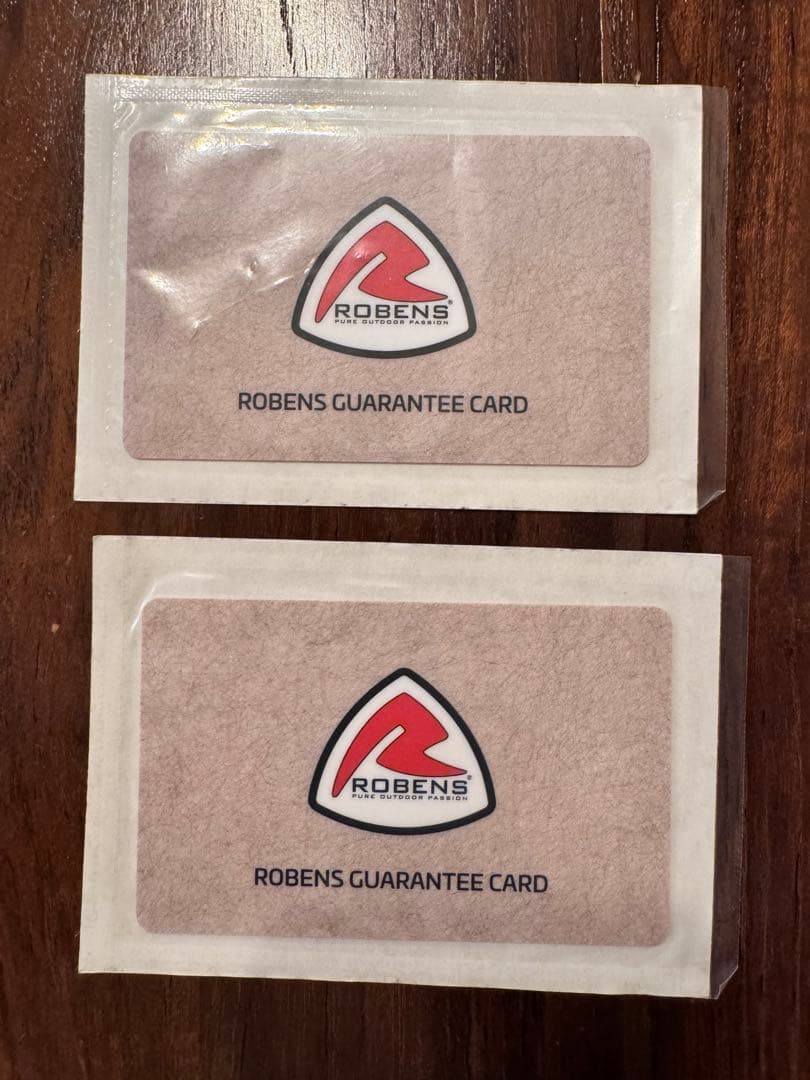 ROBENS®
PURE OUTDOOR PASSION
ROBENS GUARANTEE CARD
ROBENS®
PURE OUTDOOR PASSION
ROBENS GUARANTEE CARD